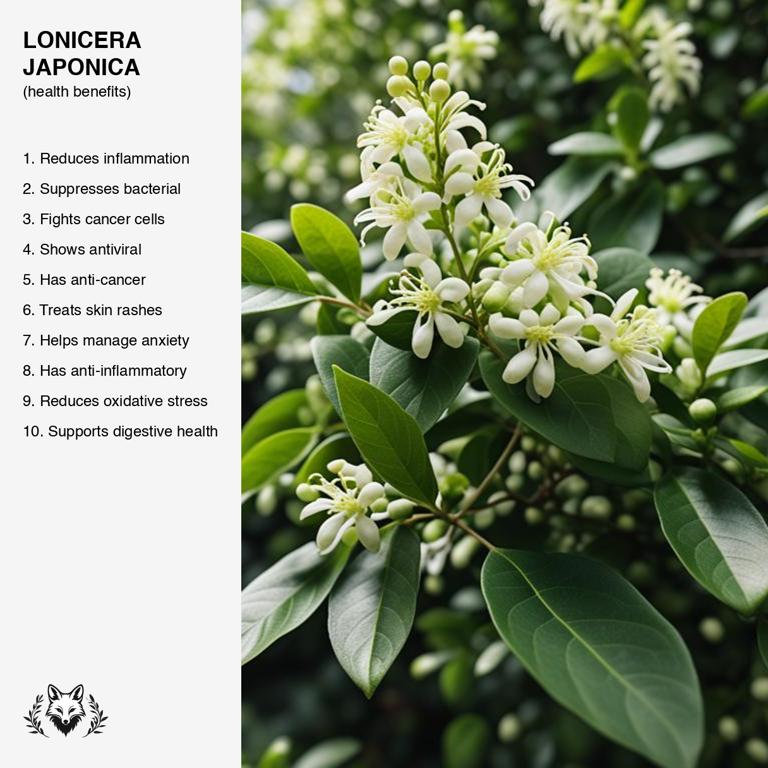 LONICERA
JAPONICA
(health benefits)
1. Reduces inflammation
2. Suppresses bacterial
3. Fights cancer cells
4. Shows antiviral
5. Has anti-cancer
6. Treats skin rashes
7. Helps manage anxiety
8. Has anti-inflammatory
9. Reduces oxidative stress
10. Supports digestive health